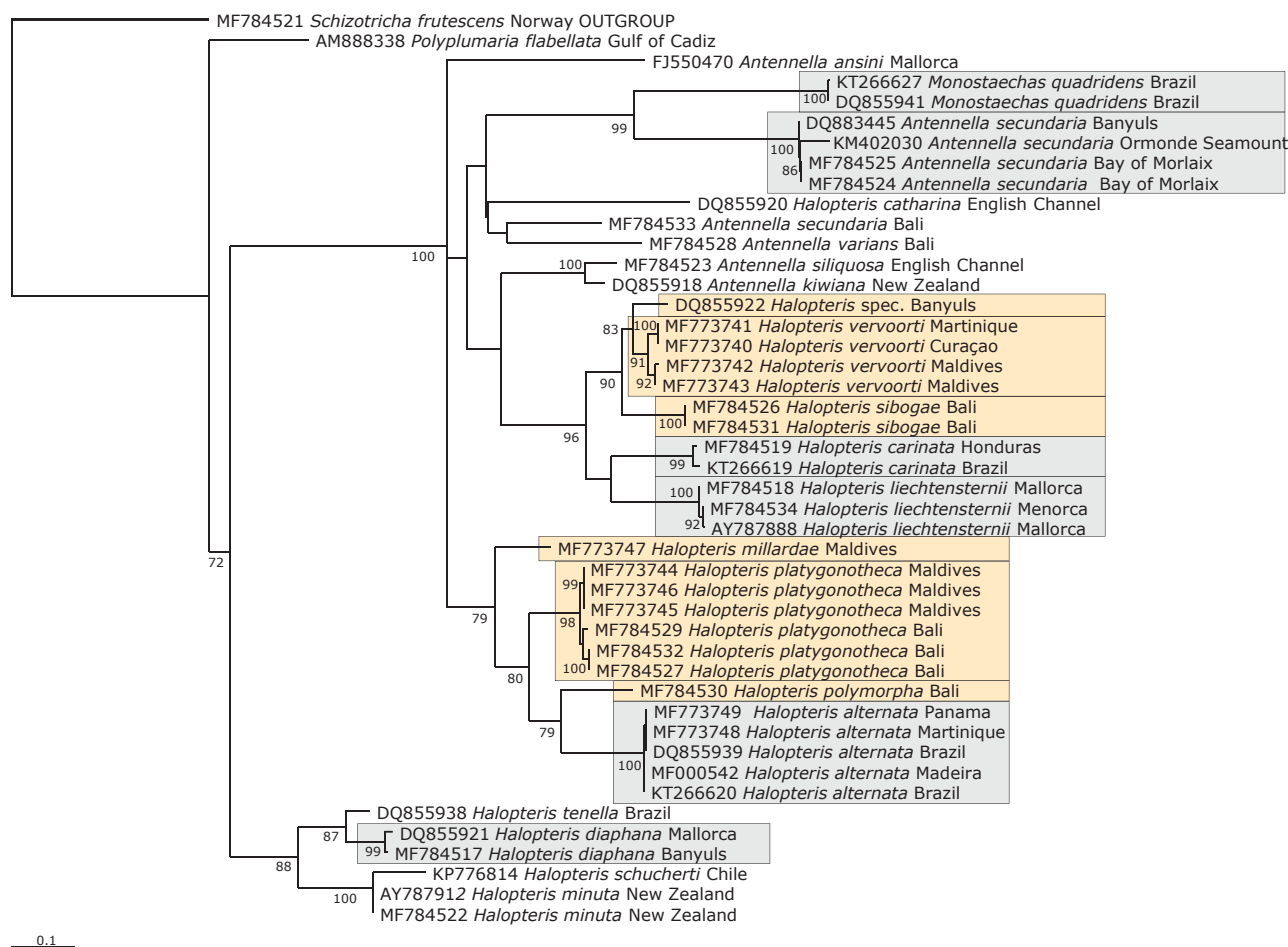 MF784521 Schizotricha frutescens Norway OUTGROUP
AM888338 Polyplumaria flabellata Gulf of Cadiz
FJ550470 Antennella ansini Mallorca
KT266627 Monostaechas quadridens Brazil
100
DQ855941 Monostaechas quadridens Brazil
99
DQ883445 Antennella secundaria Banyuls
100
KM402030 Antennella secundaria Ormonde Seamount
86
MF784525 Antennella secundaria Bay of Morlaix
MF784524 Antennella secundaria Bay of Morlaix
DQ855920 Halopteris catharina English Channel
MF784533 Antennella secundaria Bali
MF784528 Antennella varians Bali
100
100
MF784523 Antennella siliquosa English Channel
DQ855918 Antennella kiwiana New Zealand
DQ855922 Halopteris spec. Banyuls
83
100
MF773741 Halopteris vervoorti Martinique
MF773740 Halopteris vervoorti Curaçao
91
MF773742 Halopteris vervoorti Maldives
90
92
MF773743 Halopteris vervoorti Maldives
MF784526 Halopteris sibogae Bali
100
MF784531 Halopteris sibogae Bali
96
MF784519 Halopteris carinata Honduras
99
KT266619 Halopteris carinata Brazil
100
MF784518 Halopteris liechtensternii Mallorca
MF784534 Halopteris liechtensternii Menorca
92
AY787888 Halopteris liechtensternii Mallorca
72
MF773747 Halopteris millardae Maldives
MF773744 Halopteris platygonotheca Maldives
99
MF773746 Halopteris platygonotheca Maldives
MF773745 Halopteris platygonotheca Maldives
79
98
MF784529 Halopteris platygonotheca Bali
MF784532 Halopteris platygonotheca Bali
80
100
MF784527 Halopteris platygonotheca Bali
MF784530 Halopteris polymorpha Bali
MF773749 Halopteris alternata Panama
79
MF773748 Halopteris alternata Martinique
DQ855939 Halopteris alternata Brazil
100
MF000542 Halopteris alternata Madeira
KT266620 Halopteris alternata Brazil
DQ855938 Halopteris tenella Brazil
87
DQ855921 Halopteris diaphana Mallorca
99
MF784517 Halopteris diaphana Banyuls
88
KP776814 Halopteris schucherti Chile
100
AY787912 Halopteris minuta New Zealand
MF784522 Halopteris minuta New Zealand
0.1